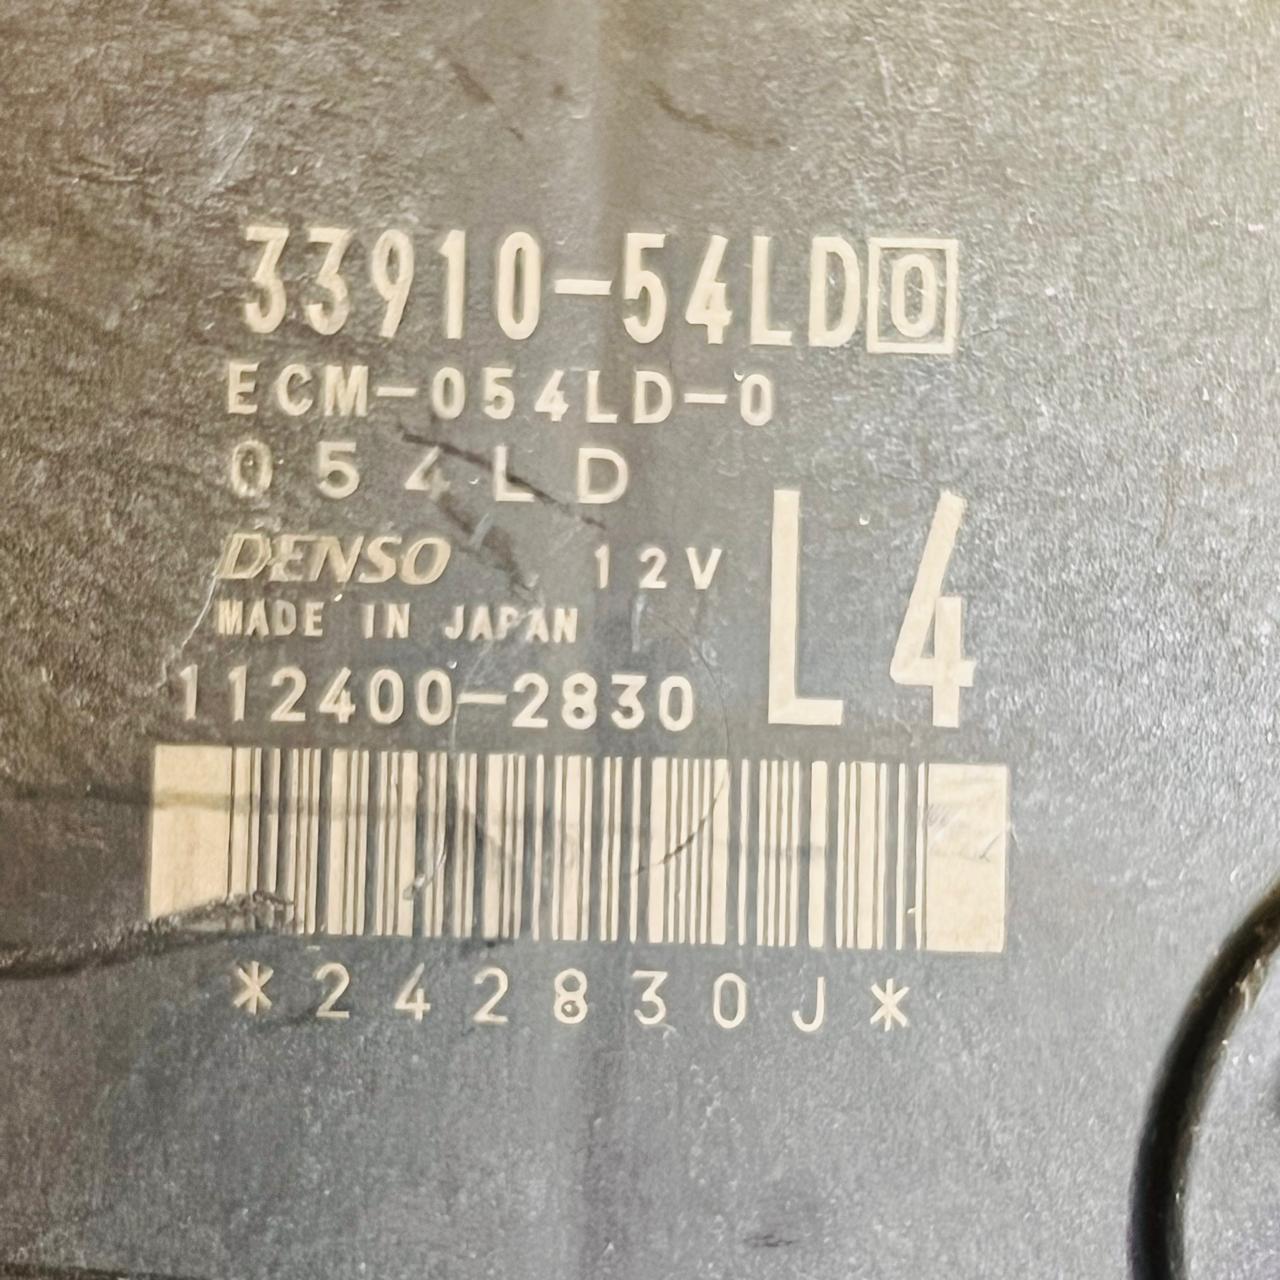 33910-54LD0
ECM-054LD-0
054LD
DENSO 12V
L4
MADE IN JAPAN
112400-2830
*242830J*